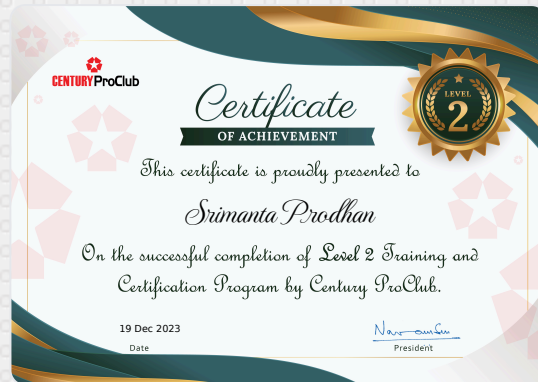 CENTURY ProClub
LEVEL
2
Certificate
OF ACHIEVEMENT
This certificate is proudly presented to
Srimanta Prodhan
On the successful completion of Level 2 Training and
Certification Program by Century ProClub.
19 Dec 2023
Date
President